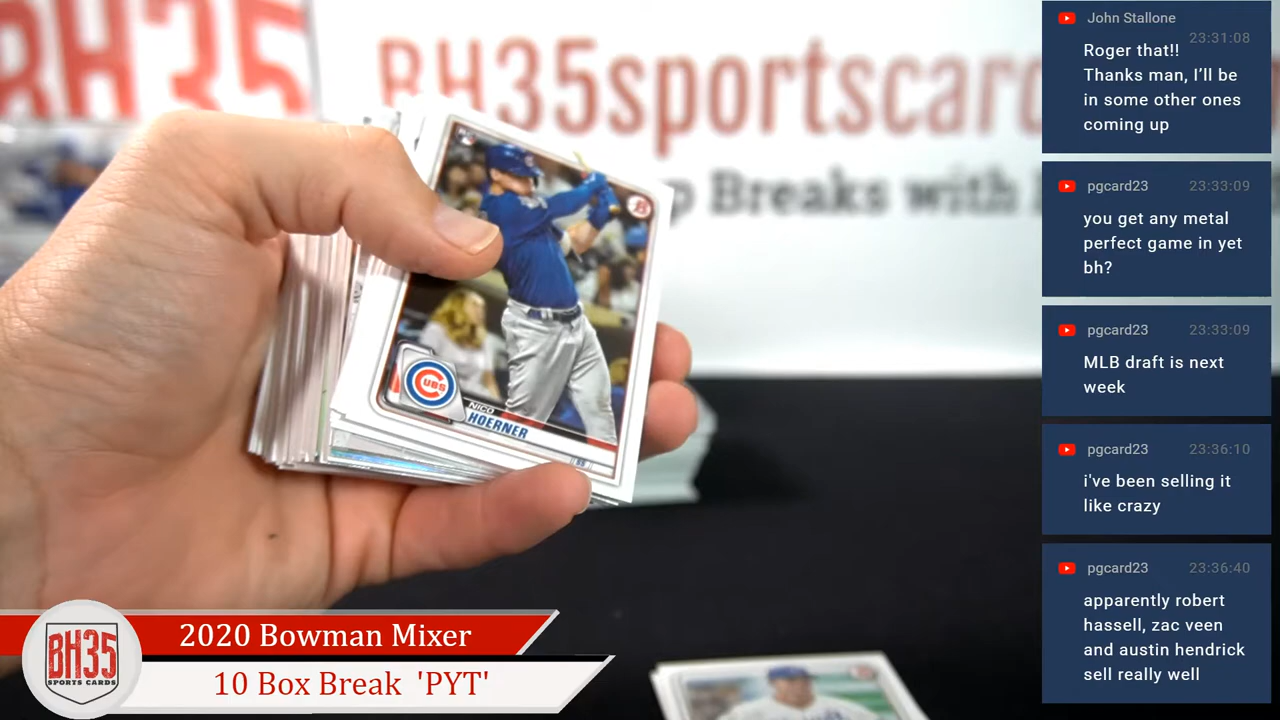 BH35
BH35sportscard
p Breaks with
CUBS
NICO
HOERNER
John Stallone
23:31:08
Roger that!!
Thanks man, I’ll be
in some other ones
coming up
pgcard23 23:33:09
you get any metal
perfect game in yet
bh?
pgcard23 23:33:09
MLB draft is next
week
pgcard23 23:36:10
i've been selling it
like crazy
pgcard23 23:36:40
apparently robert
hassell, zac veen
and austin hendrick
sell really well
2020 Bowman Mixer
10 Box Break 'PYT'
BH35
SPORTS CARDS